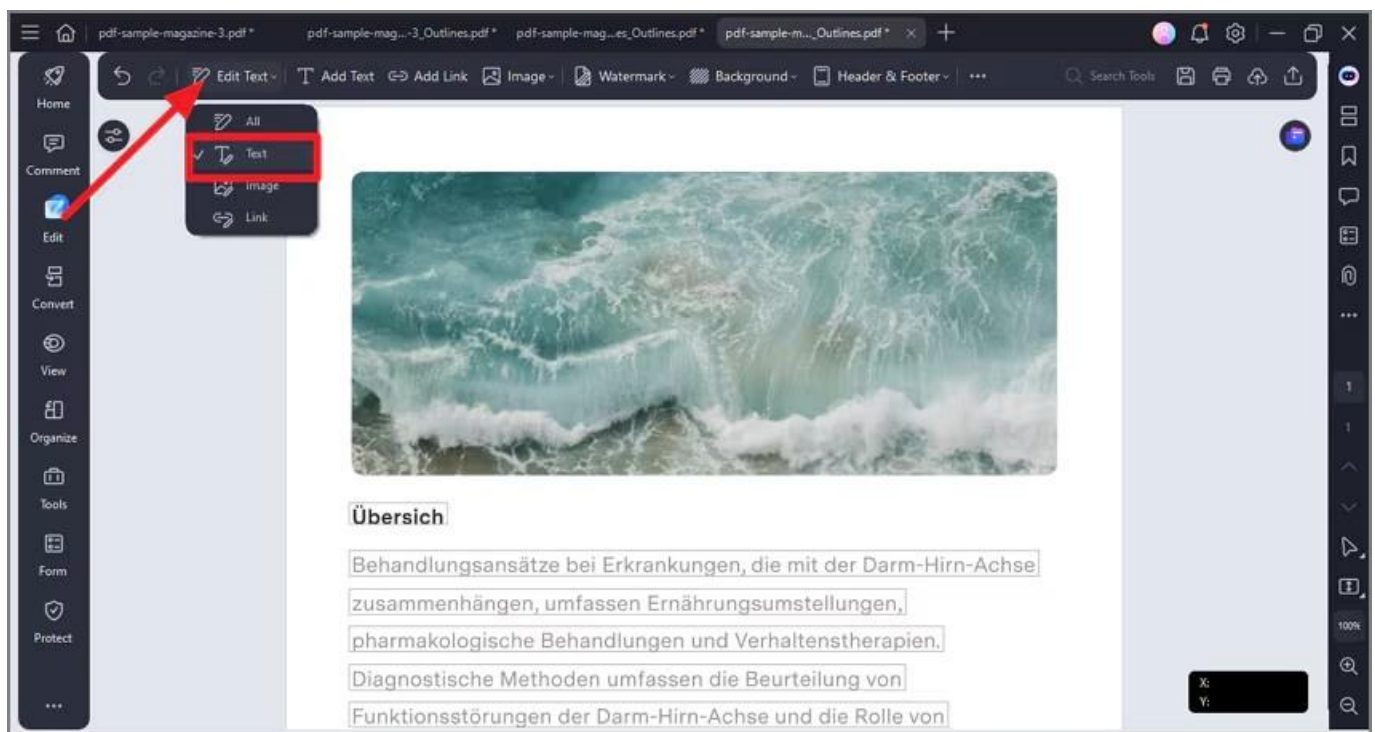 pdf-sample-magazine-3.pdf *
pdf-sample-mag...-3_Outlines.pdf *
pdf-sample-mag...es_Outlines.pdf *
pdf-sample-m..._Outlines.pdf *
Edit Text
Add Text
Add Link
Image
Watermark
Background
Header & Footer
Search Tools
Home
Comment
Edit
Convert
View
Organize
Tools
Form
Protect
All
Text
Image
Link
Übersich
Behandlungsansätze bei Erkrankungen, die mit der Darm-Hirn-Achse
zusammenhängen, umfassen Ernährungsumstellungen,
pharmakologische Behandlungen und Verhaltenstherapien.
Diagnostische Methoden umfassen die Beurteilung von
Funktionsstörungen der Darm-Hirn-Achse und die Rolle von
1
1
100%
X:
Y: